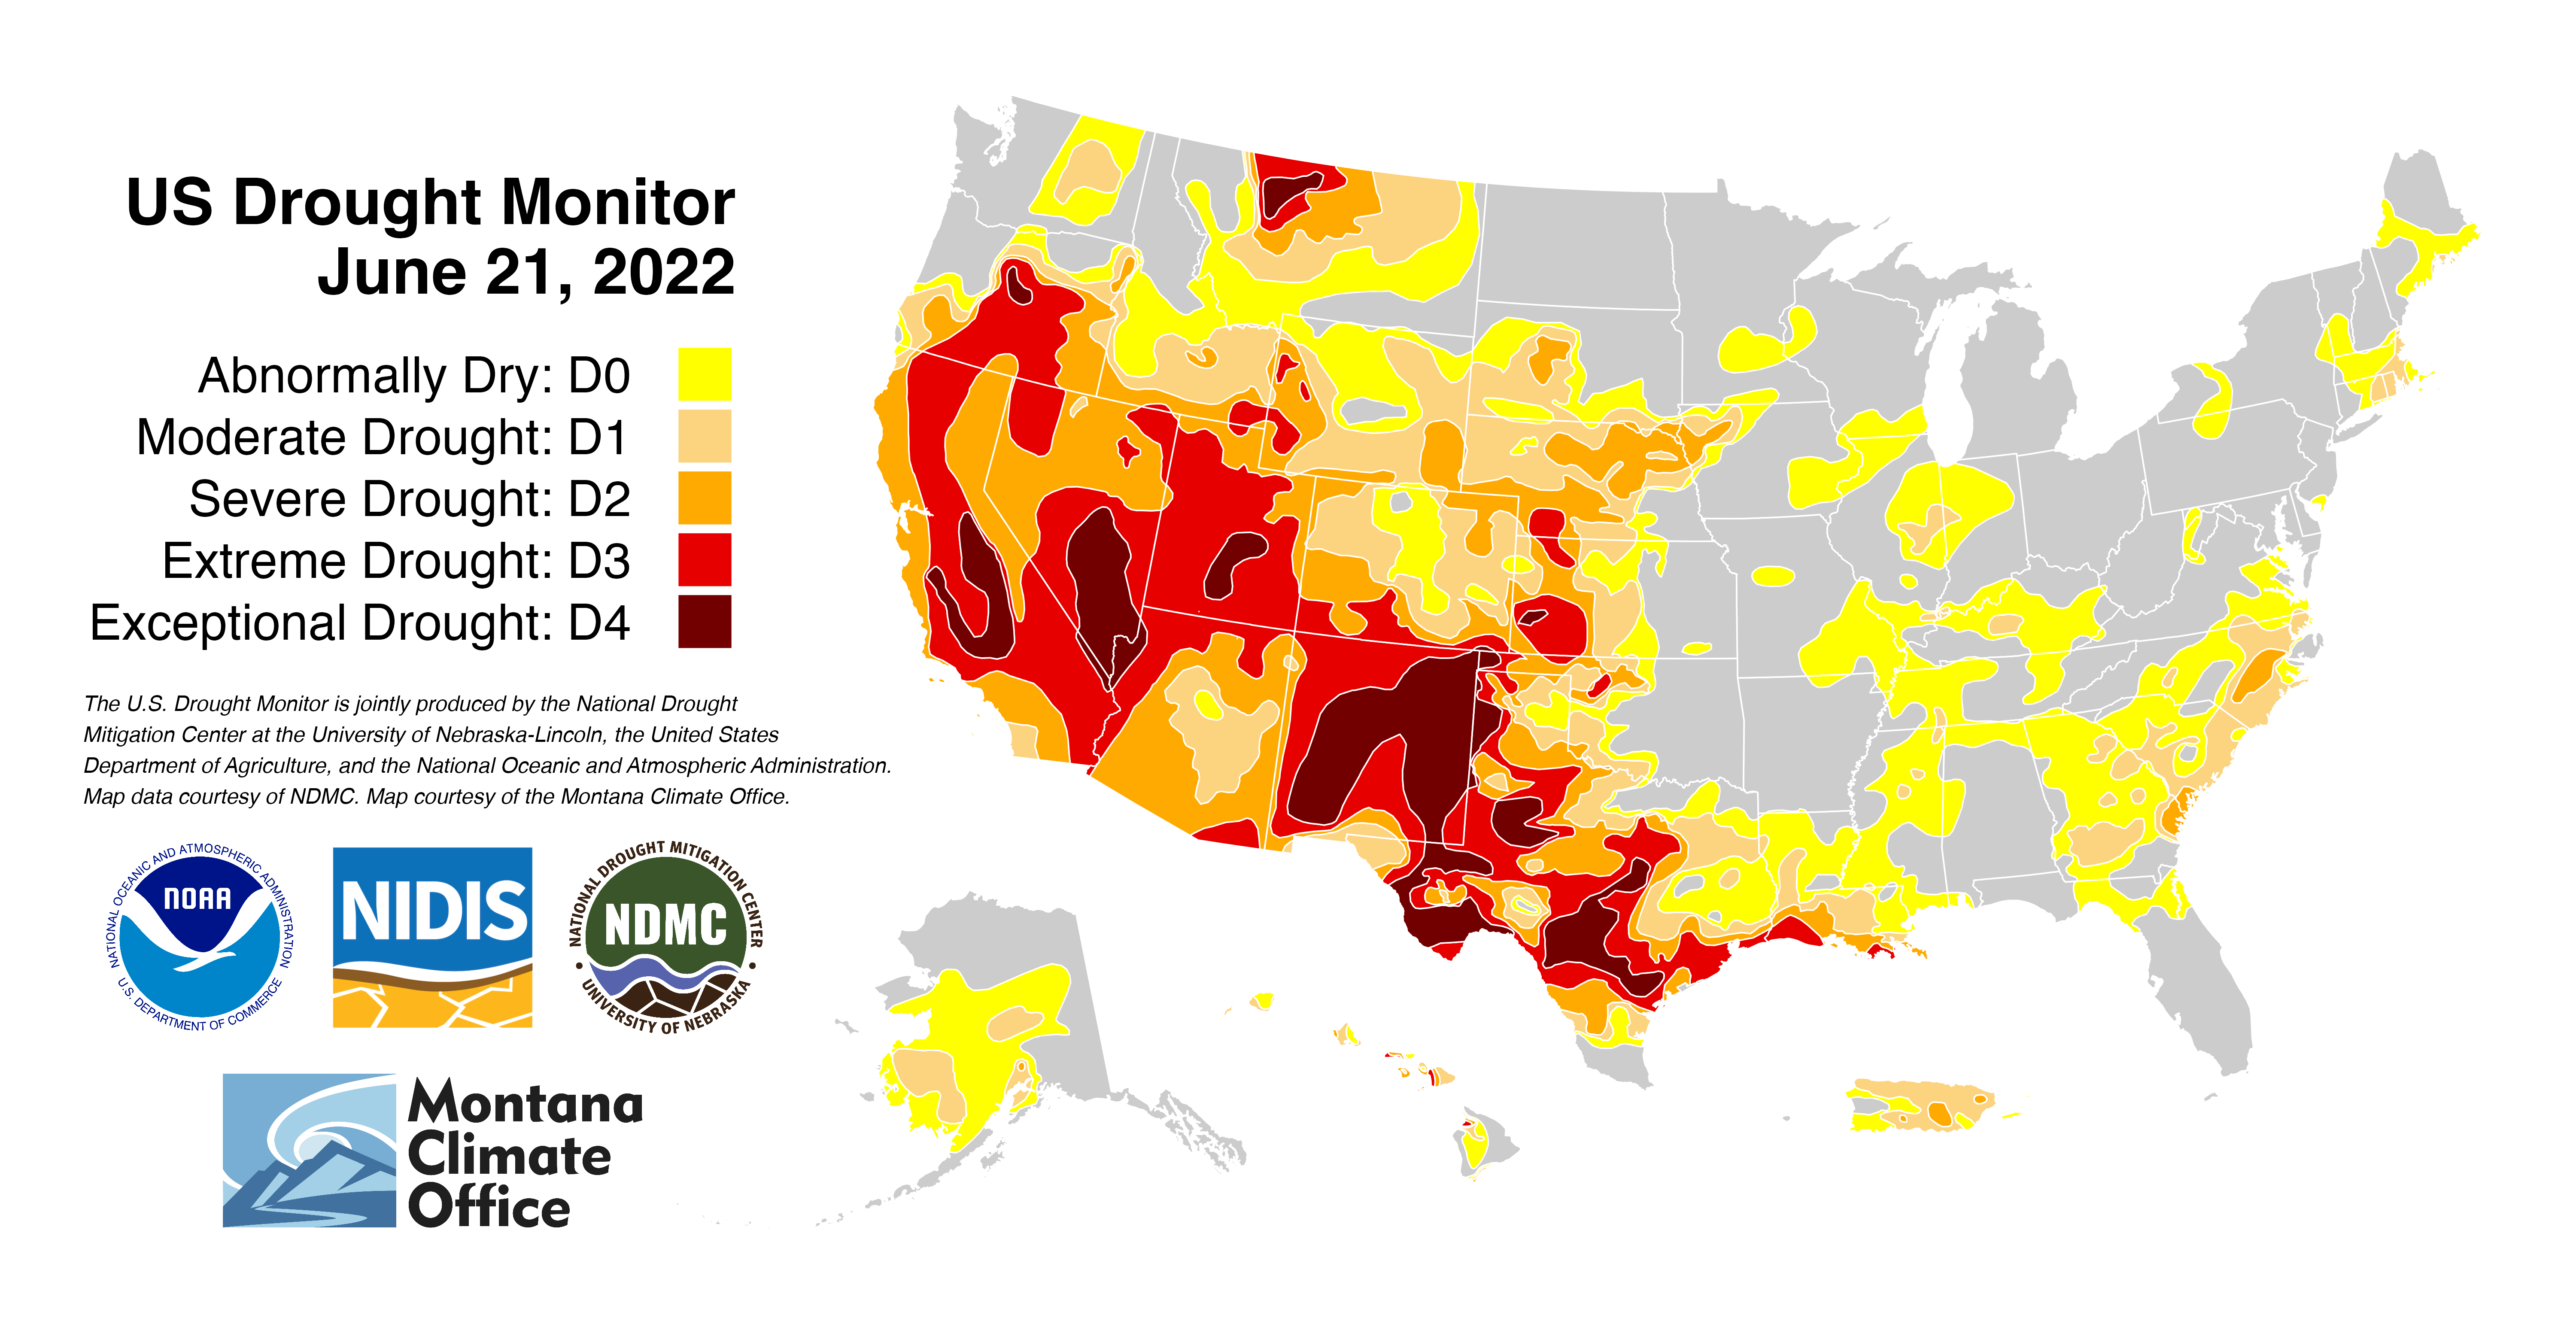 US Drought Monitor
June 21, 2022
Abnormally Dry: D0
Moderate Drought: D1
Severe Drought: D2
Extreme Drought: D3
Exceptional Drought: D4
The U.S. Drought Monitor is jointly produced by the National Drought
Mitigation Center at the University of Nebraska-Lincoln, the United States
Department of Agriculture, and the National Oceanic and Atmospheric Administration.
Map data courtesy of NDMC. Map courtesy of the Montana Climate Office.
NATIONAL OCEANIC AND ATMOSPHERIC ADMINISTRATION
NOAA
U.S. DEPARTMENT OF COMMERCE
NIDIS
NATIONAL DROUGHT MITIGATION CENTER
NDMC
UNIVERSITY OF NEBRASKA
Montana
Climate
Office